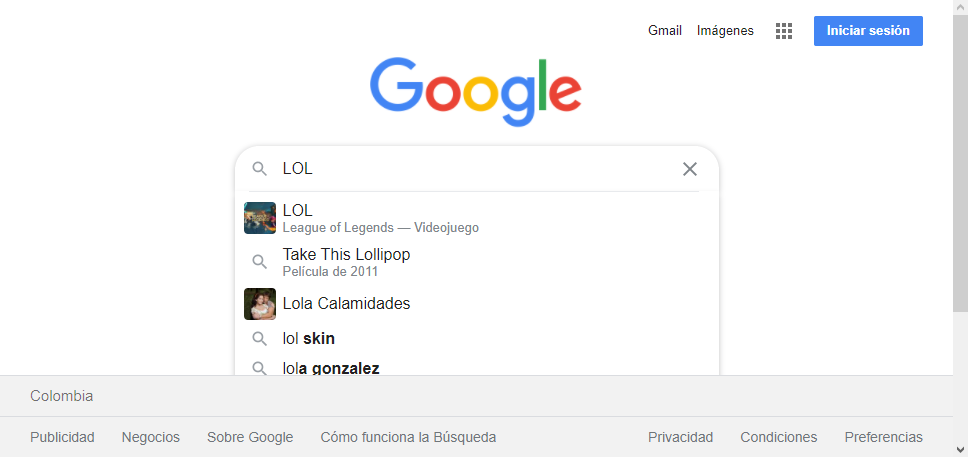 Gmail Imágenes Iniciar sesión
Google
LOL
LOL
League of Legends — Videojuego
Take This Lollipop
Película de 2011
Lola Calamidades
lol skin
lola gonzalez
Colombia
Publicidad Negocios Sobre Google Cómo funciona la Búsqueda Privacidad Condiciones Preferencias